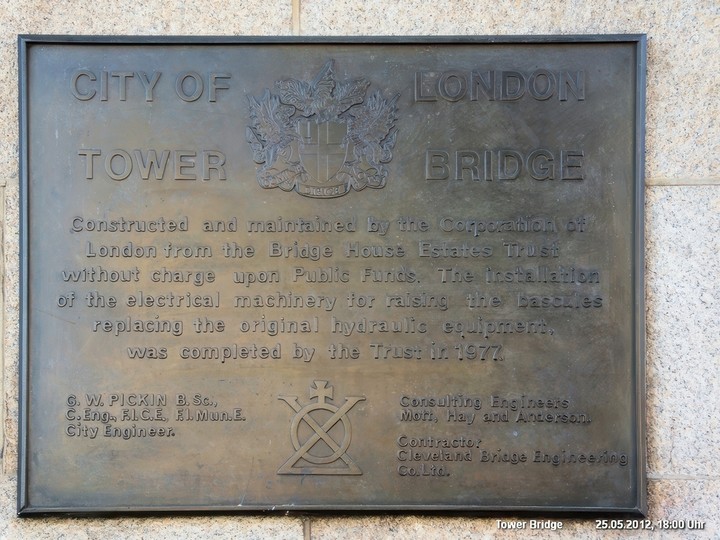 CITY OF LONDON
TOWER BRIDGE
Constructed and maintained by the Corporation of
London from the Bridge House Estates Trust
without charge upon Public Funds. The installation
of the electrical machinery for raising the bascules
replacing the original hydraulic equipment,
was completed by the Trust in 1977.
G. W. PICKIN B.Sc.,
C.Eng., F.I.C.E., F.I.Mun.E.
City Engineer.
Consulting Engineers
Mott, Hay and Anderson.
Contractor
Cleveland Bridge Engineering
Co. Ltd.
Tower Bridge 25.05.2012, 18:00 Uhr